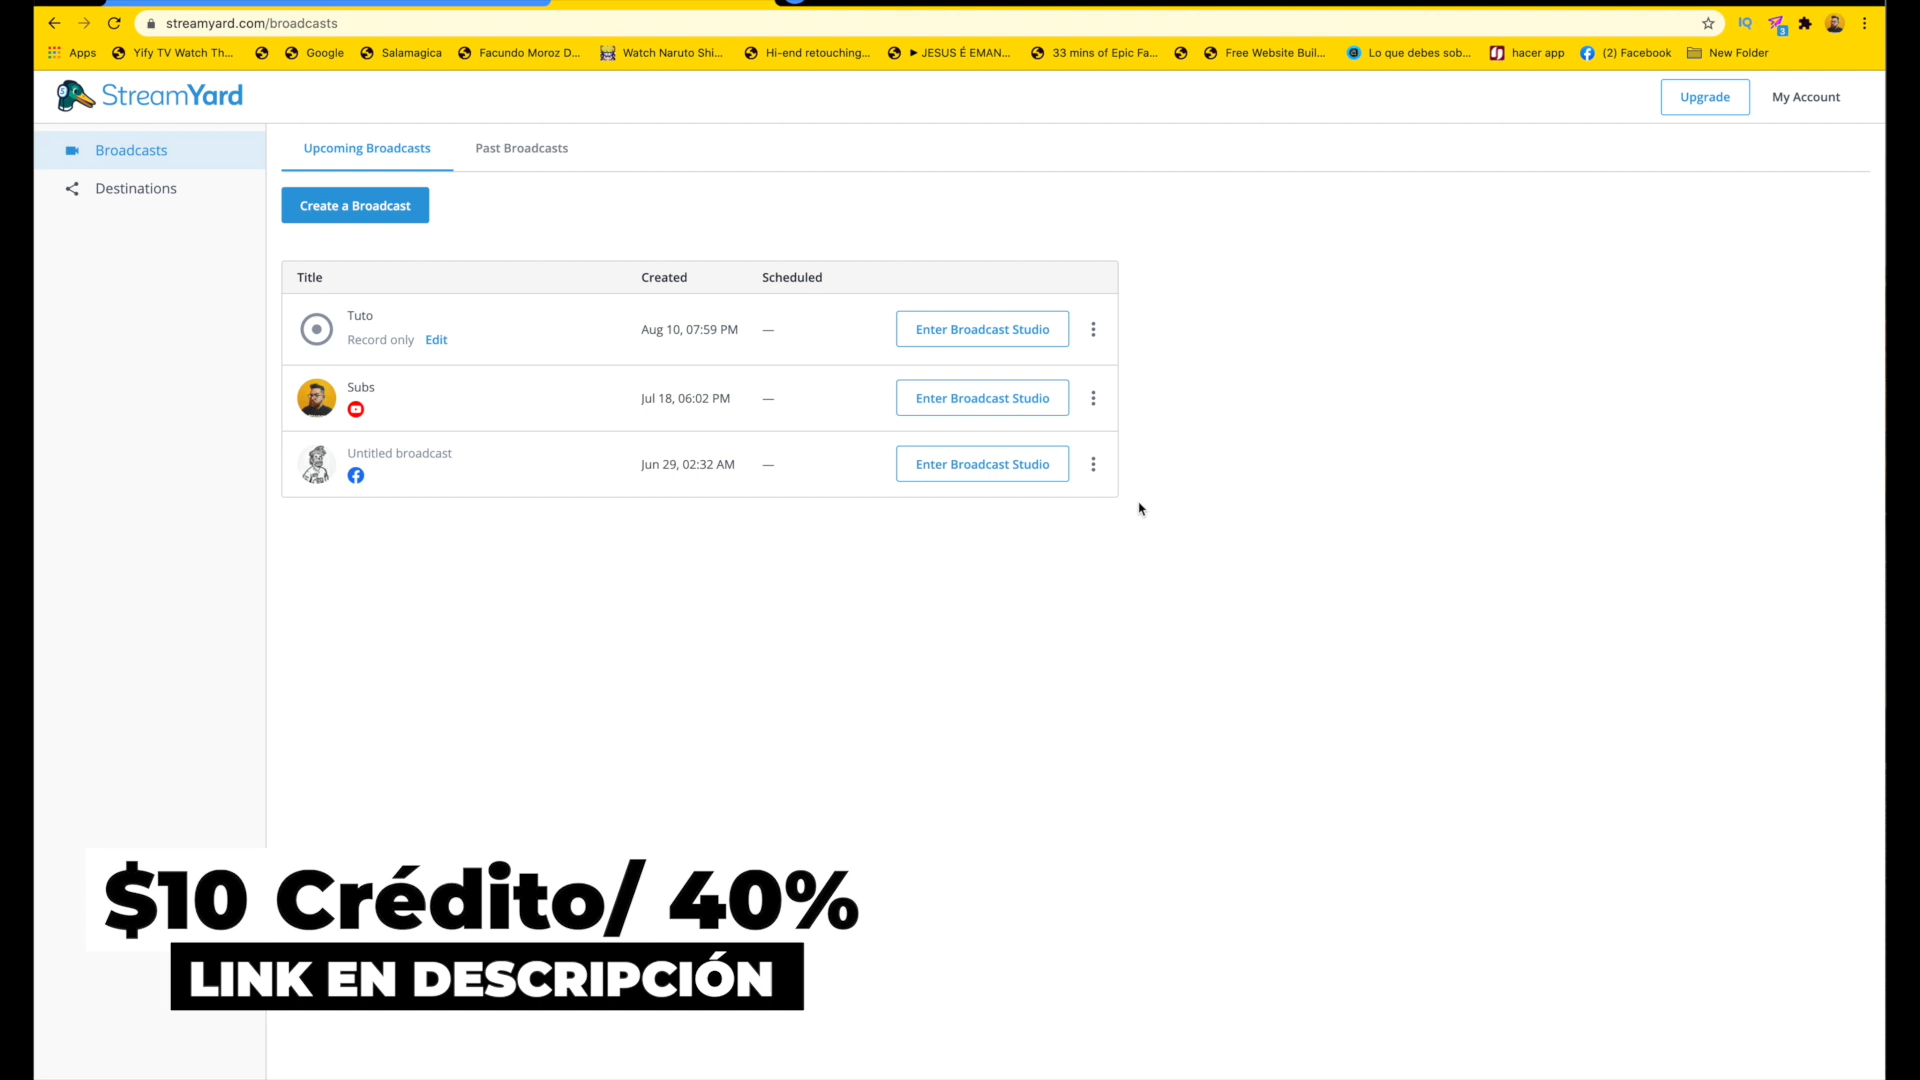 streamyard.com/broadcasts
IQ
3
Apps
Yify TV Watch Th...
Google
Salamagica
Facundo Moroz D...
Watch Naruto Shi...
Hi-end retouching...
► JESUS É EMAN...
33 mins of Epic Fa...
Free Website Buil...
Lo que debes sob...
hacer app
(2) Facebook
New Folder
StreamYard
Upgrade
My Account
Broadcasts
Destinations
Upcoming Broadcasts
Past Broadcasts
Create a Broadcast
Title Created Scheduled
Tuto
Record only Edit
Aug 10, 07:59 PM —
Enter Broadcast Studio
Subs
Jul 18, 06:02 PM —
Enter Broadcast Studio
Untitled broadcast
Jun 29, 02:32 AM —
Enter Broadcast Studio
$10 Crédito/ 40%
LINK EN DESCRIPCIÓN